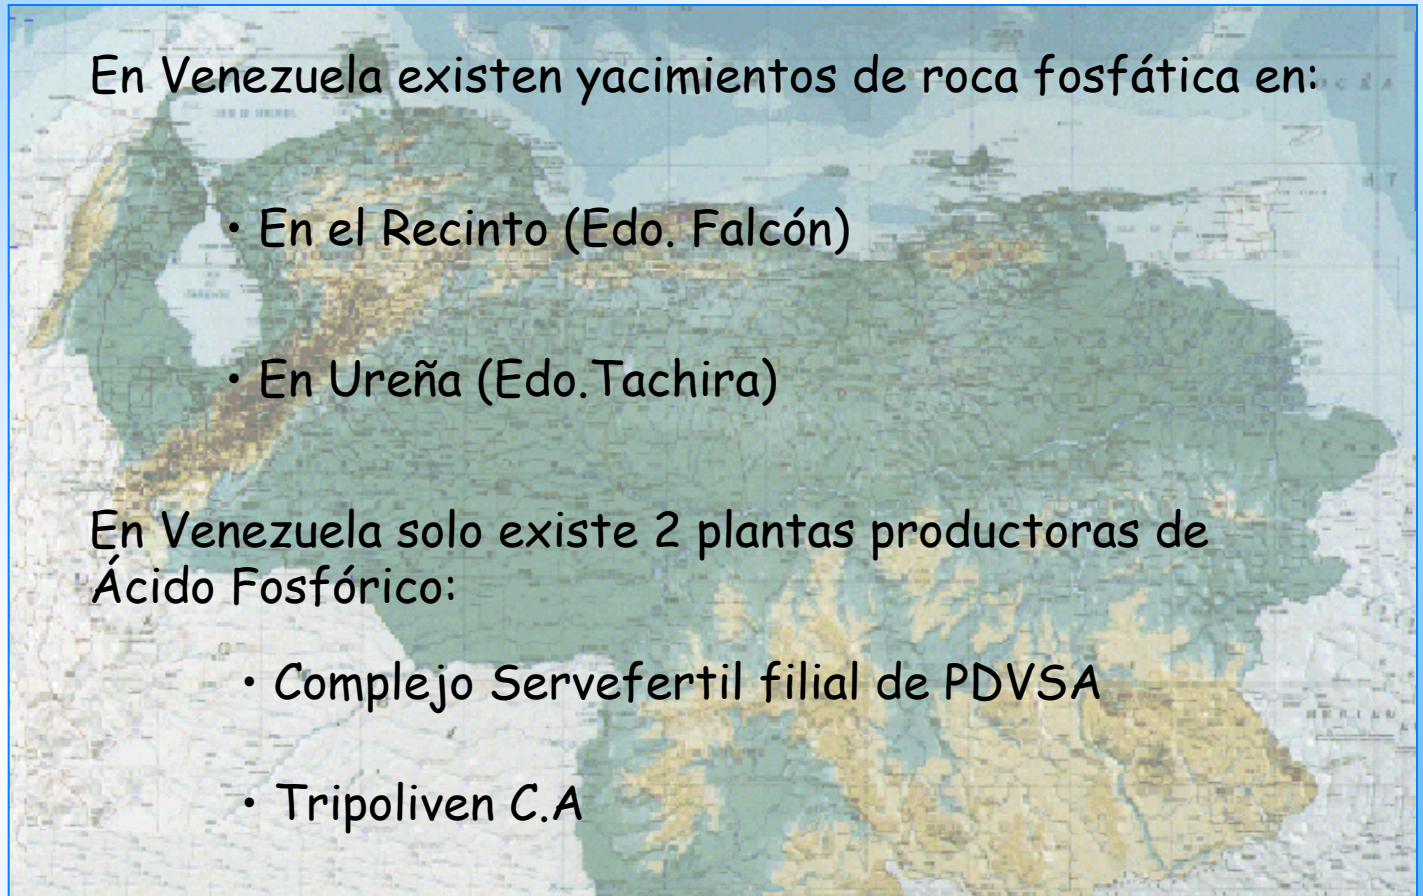 En Venezuela existen yacimientos de roca fosfática en:
• En el Recinto (Edo. Falcón)
• En Ureña (Edo.Tachira)
En Venezuela solo existe 2 plantas productoras de
Ácido Fosfórico:
• Complejo Servefertil filial de PDVSA
• Tripoliven C.A